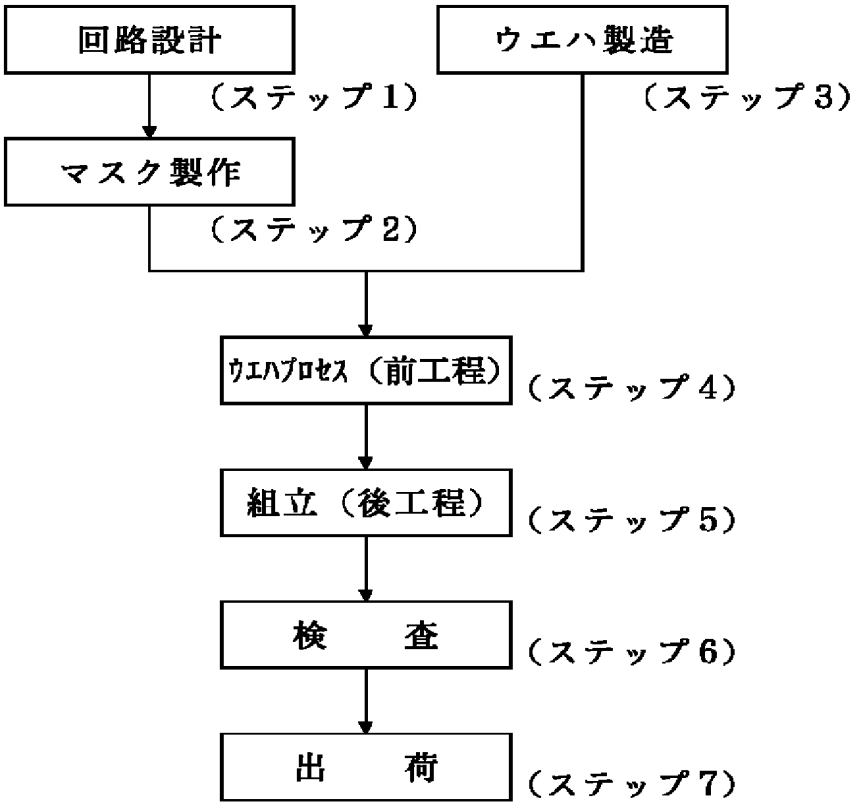 回路設計
(ステップ1)
ウエハ製造
(ステップ3)
マスク製作
(ステップ2)
ｳｴﾊﾌﾟﾛｾｽ(前工程)
(ステップ4)
組立(後工程)
(ステップ5)
検　査
(ステップ6)
出　荷
(ステップ7)